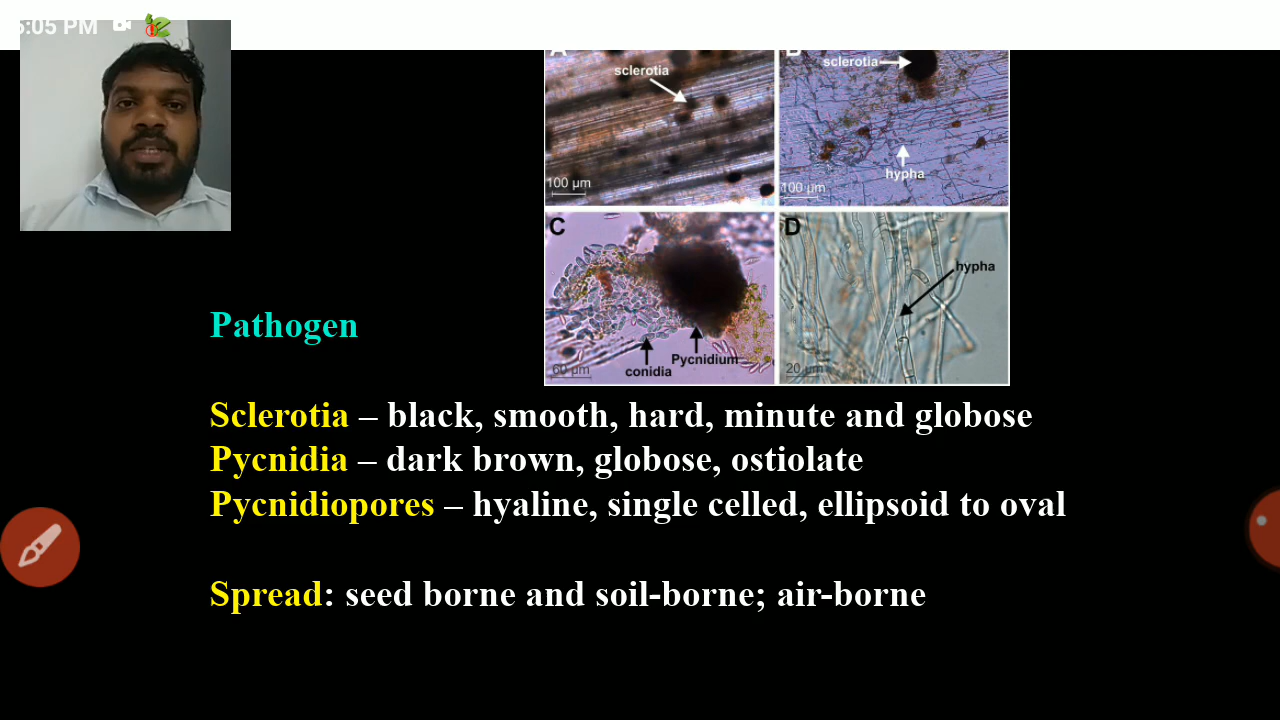 5:05 PM
A
B
sclerotia
100 µm
sclerotia
hypha
100 µm
C
conidia
Pycnidium
60 µm
D
hypha
20 µm
Pathogen
Sclerotia – black, smooth, hard, minute and globose
Pycnidia – dark brown, globose, ostiolate
Pycnidiopores – hyaline, single celled, ellipsoid to oval
Spread: seed borne and soil-borne; air-borne